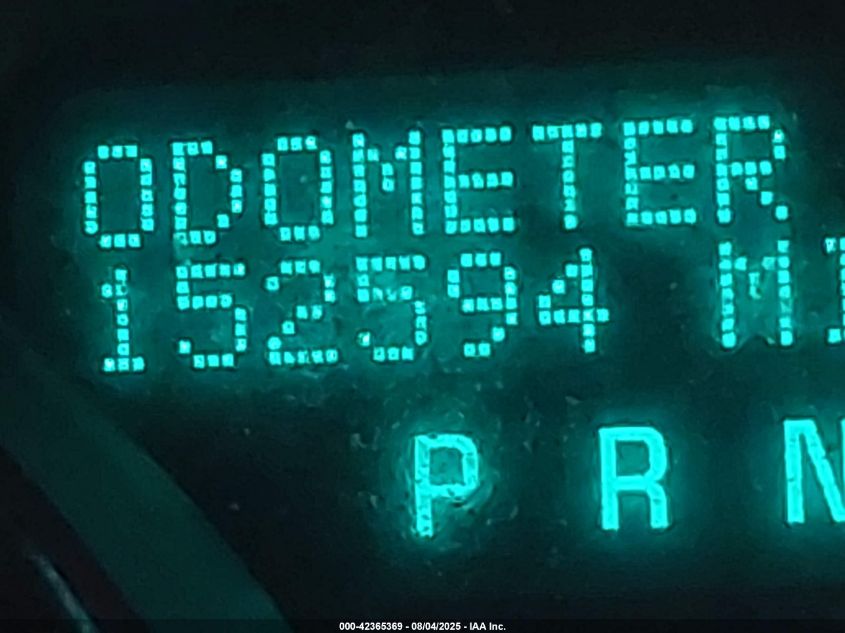 ODOMETER
152594 MI
P R N
000-42365369 - 08/04/2025 - IAA Inc.